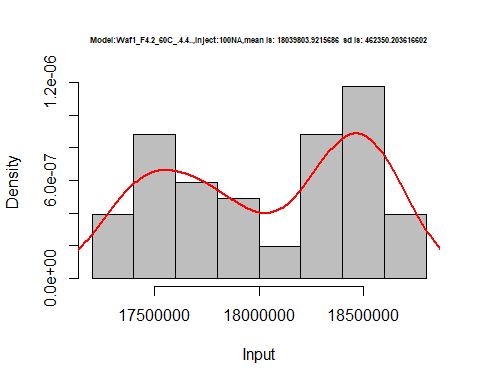 Model:Waf1_F4.2_60C_.4.4._,Inject:100NA,mean is: 18039803.9215686 sd is: 462350.203616602
Density
1.2e-06
6.0e-07
0.0e+00
17500000 18000000 18500000
Input